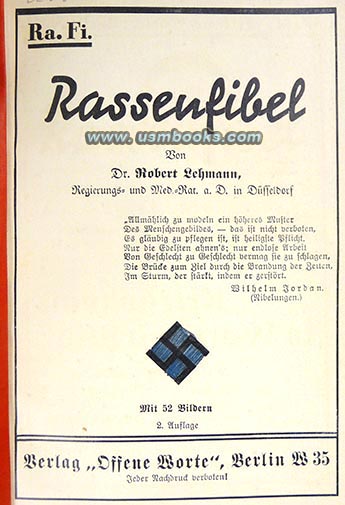 Ra. Fi.
Rassenfibel
www.usmbooks.com
Von
Dr. Robert Lehmann,
Regierungs- und Med.-Rat. a. D. in Düsseldorf
„Allmählich zu modeln ein höheres Muster
Des Menschengebildes, — das ist nicht verboten,
Es gläubig zu pflegen ist, ist heiligste Pflicht.
Nur die Edelsten ahnen's; nur endlose Arbeit
Von Geschlecht zu Geschlecht vermag sie zu schlagen,
Die Brücke zum Ziel durch die Brandung der Zeiten,
Im Sturm, der stärkt, indem er zerstört.
Wilhelm Jordan.
(Nibelungen.)
Mit 52 Bildern
2. Auflage
Verlag „Offene Worte“, Berlin W 35
Jeder Nachdruck verboten!